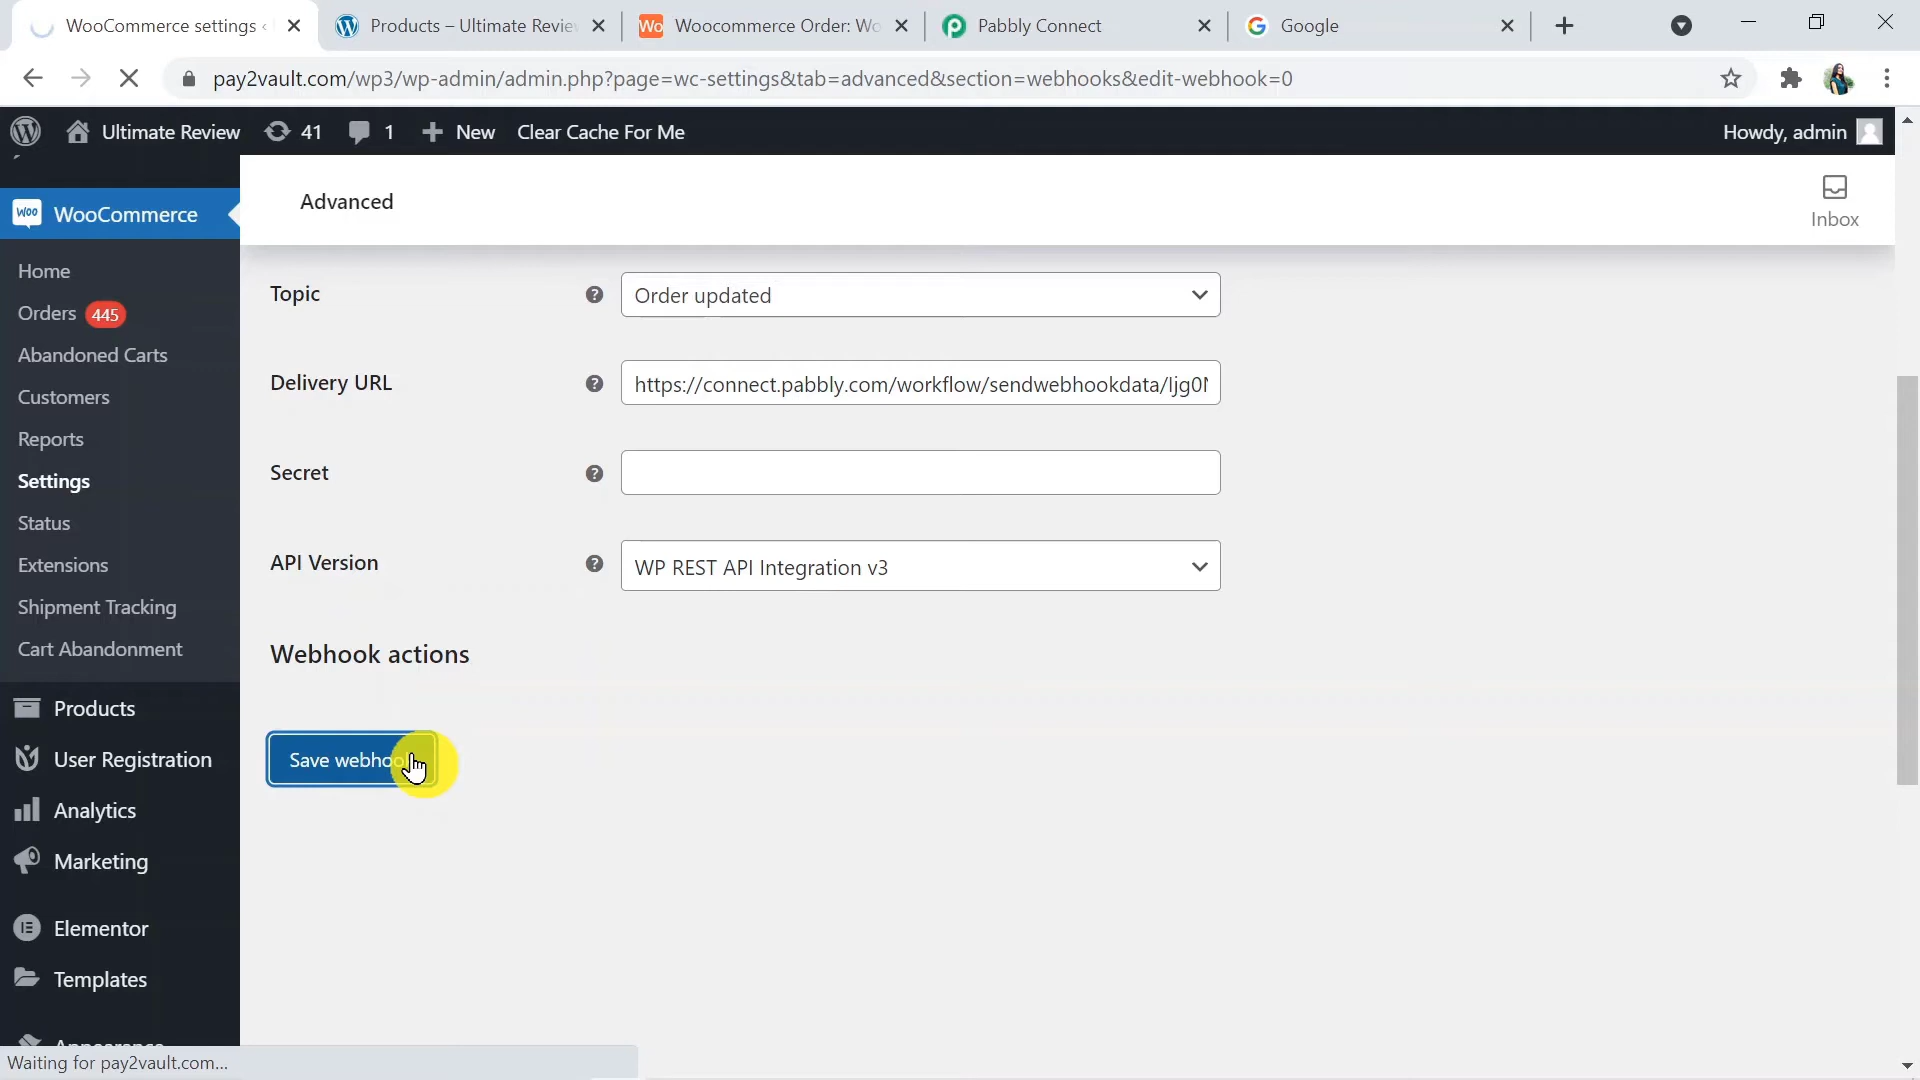 WooCommerce settings ‹
Products – Ultimate Revie
Woocommerce Order: Wo
Pabbly Connect
Google
pay2vault.com/wp3/wp-admin/admin.php?page=wc-settings&tab=advanced&section=webhooks&edit-webhook=0
Ultimate Review
41
1
New
Clear Cache For Me
Howdy, admin
WooCommerce
Advanced
Inbox
Home
Orders 445
Abandoned Carts
Customers
Reports
Settings
Status
Extensions
Shipment Tracking
Cart Abandonment
Products
User Registration
Analytics
Marketing
Elementor
Templates
Topic
Order updated
Delivery URL
https://connect.pabbly.com/workflow/sendwebhookdata/
Secret
API Version
WP REST API Integration v3
Webhook actions
Save webhoo
Waiting for pay2vault.com...